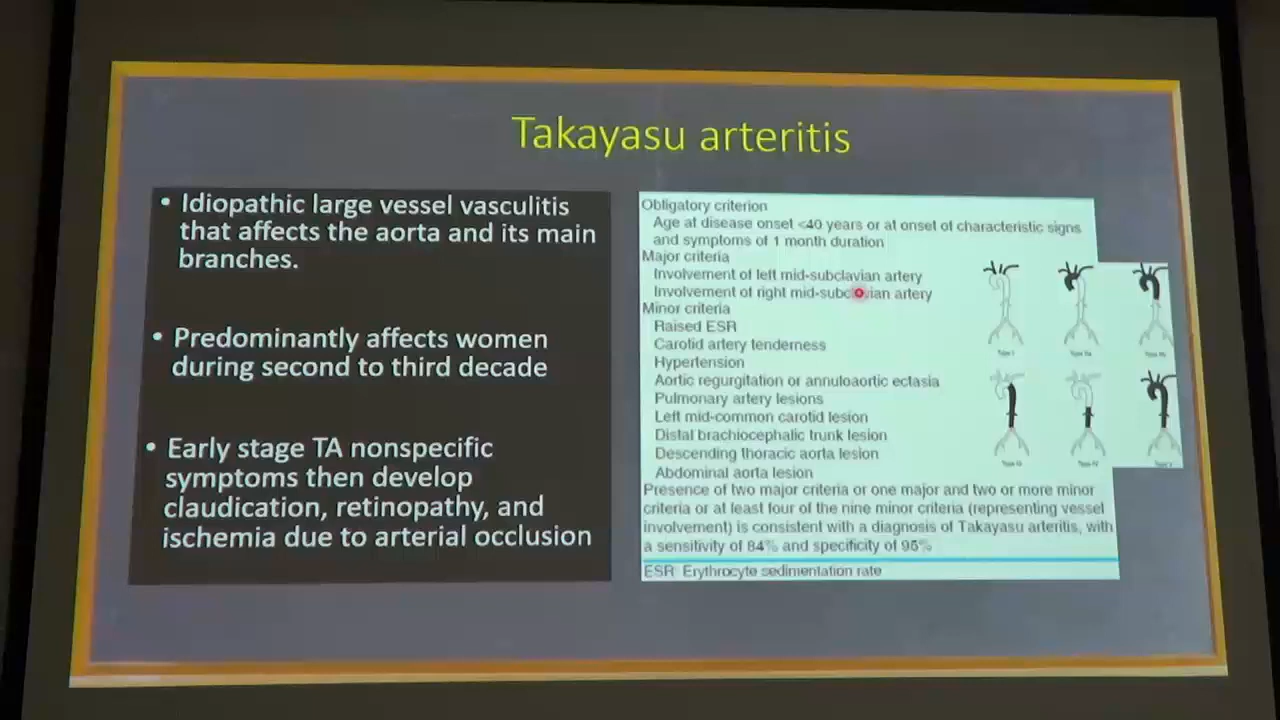 Takayasu arteritis
• Idiopathic large vessel vasculitis
that affects the aorta and its main
branches.
• Predominantly affects women
during second to third decade
• Early stage TA nonspecific
symptoms then develop
claudication, retinopathy, and
ischemia due to arterial occlusion
Obligatory criterion
Age at disease onset <40 years or at onset of characteristic signs
and symptoms of 1 month duration
Major criteria
Involvement of left mid-subclavian artery
Involvement of right mid-subclavian artery
Minor criteria
Raised ESR
Carotid artery tenderness
Hypertension
Aortic regurgitation or annuloaortic ectasia
Pulmonary artery lesions
Left mid-common carotid lesion
Distal brachiocephalic trunk lesion
Descending thoracic aorta lesion
Abdominal aorta lesion
Presence of two major criteria or one major and two or more minor
criteria or at least four of the nine minor criteria (representing vessel
involvement) is consistent with a diagnosis of Takayasu arteritis, with
a sensitivity of 84% and specificity of 95%
ESR: Erythrocyte sedimentation rate